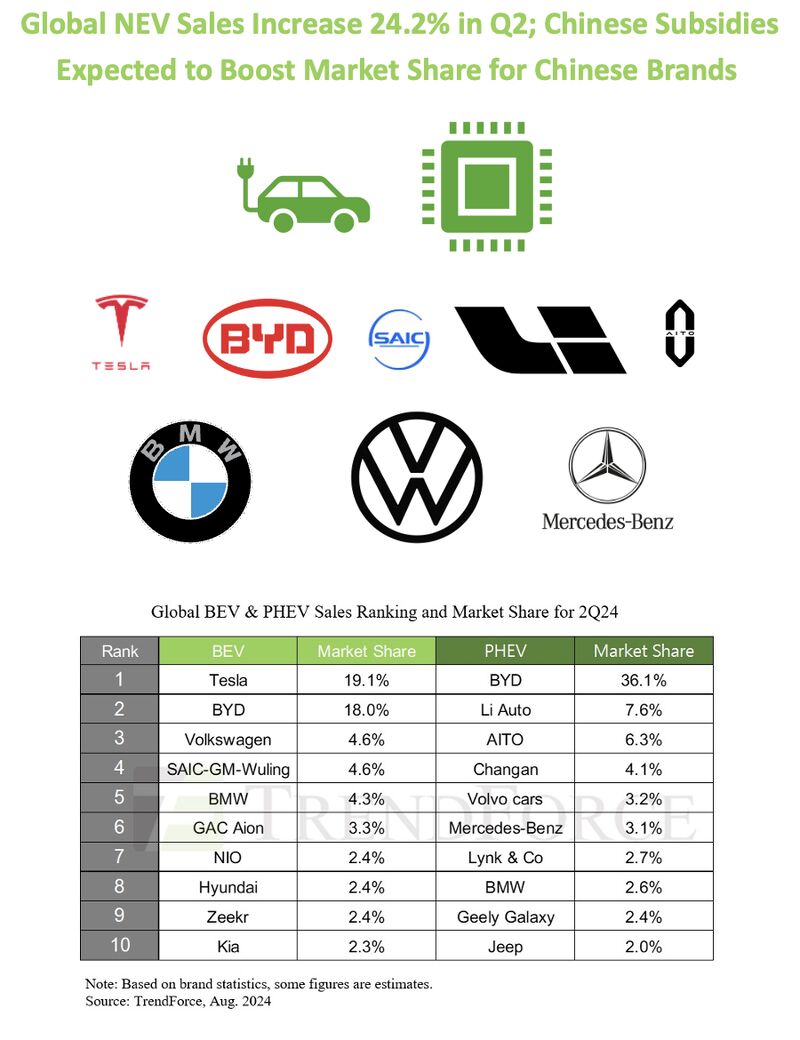 Global NEV Sales Increase 24.2% in Q2; Chinese Subsidies
Expected to Boost Market Share for Chinese Brands
TESLA
BYD
SAIC
AITO
BMW
VW
Mercedes-Benz
Global BEV & PHEV Sales Ranking and Market Share for 2Q24
Rank BEV Market Share PHEV Market Share
1 Tesla 19.1% BYD 36.1%
2 BYD 18.0% Li Auto 7.6%
3 Volkswagen 4.6% AITO 6.3%
4 SAIC-GM-Wuling 4.6% Changan 4.1%
5 BMW 4.3% Volvo cars 3.2%
6 GAC Aion 3.3% Mercedes-Benz 3.1%
7 NIO 2.4% Lynk & Co 2.7%
8 Hyundai 2.4% BMW 2.6%
9 Zeekr 2.4% Geely Galaxy 2.4%
10 Kia 2.3% Jeep 2.0%
TRENDFORCE
Note: Based on brand statistics, some figures are estimates.
Source: TrendForce, Aug. 2024